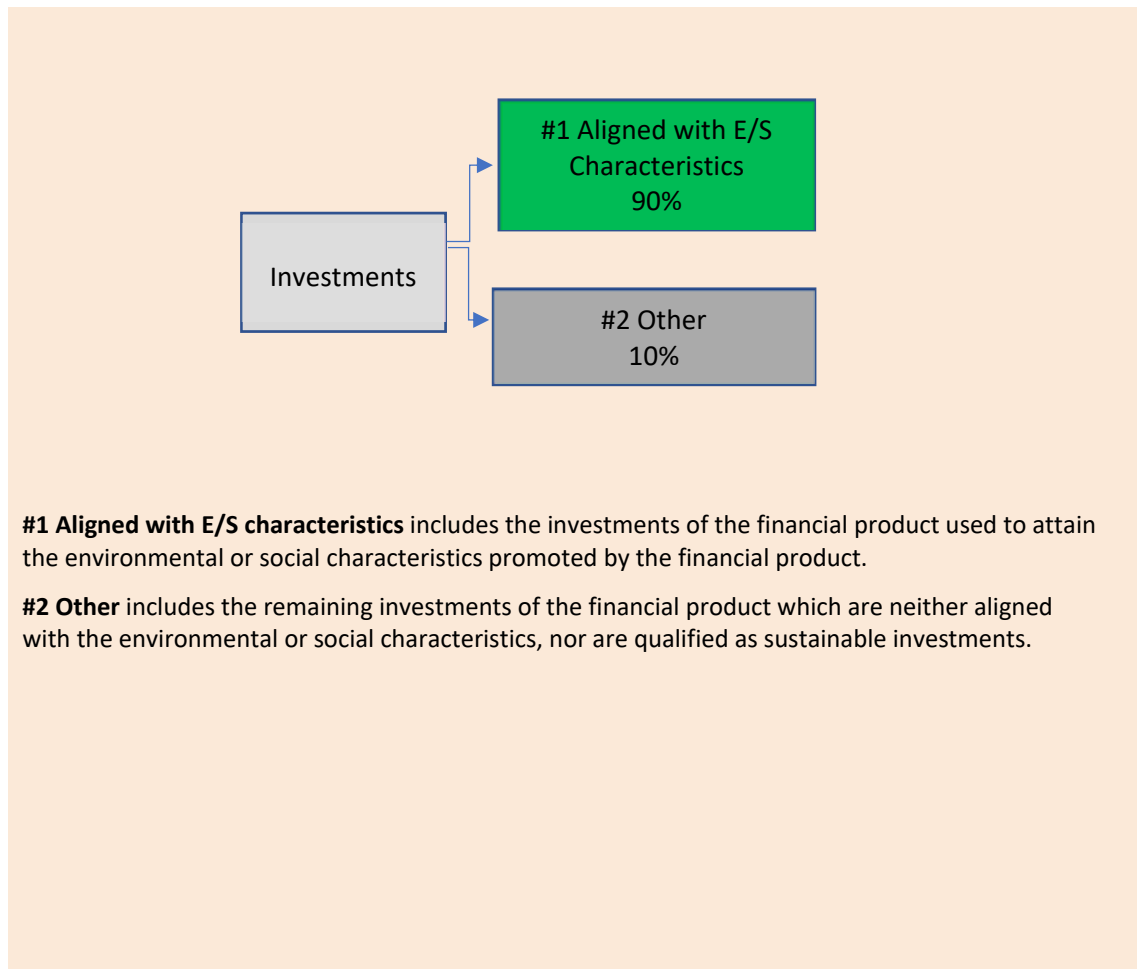 #1 Aligned with E/S
Characteristics
90%
Investments
#2 Other
10%
#1 Aligned with E/S characteristics includes the investments of the financial product used to attain
the environmental or social characteristics promoted by the financial product.
#2 Other includes the remaining investments of the financial product which are neither aligned
with the environmental or social characteristics, nor are qualified as sustainable investments.